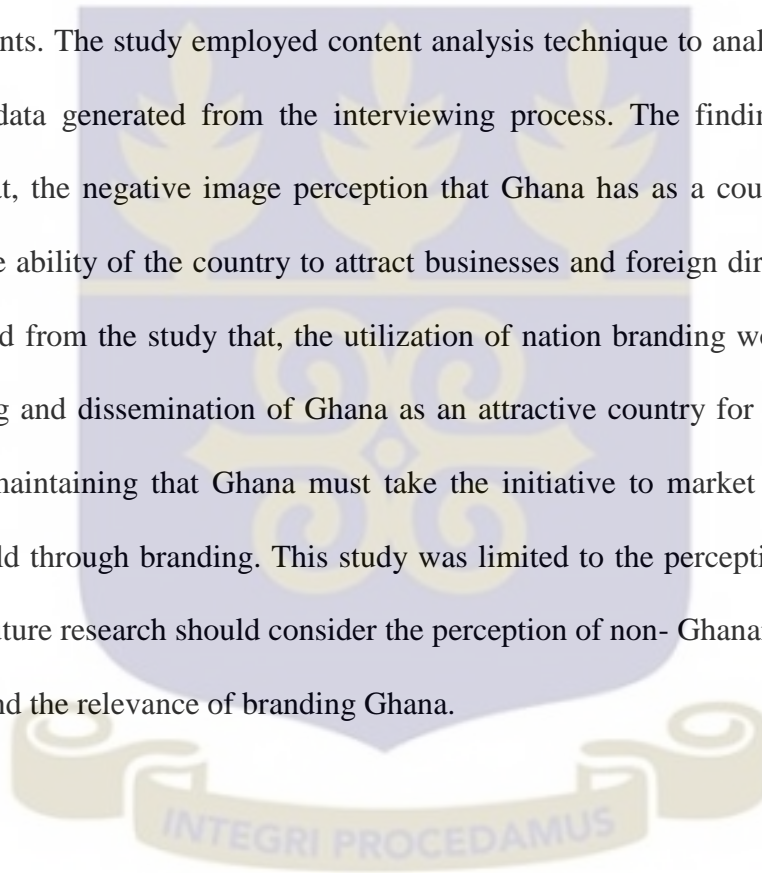 nts. The study employed content analysis technique to anal
data generated from the interviewing process. The findin
at, the negative image perception that Ghana has as a cou
e ability of the country to attract businesses and foreign dir
d from the study that, the utilization of nation branding w
g and dissemination of Ghana as an attractive country for
maintaining that Ghana must take the initiative to market
ld through branding. This study was limited to the percepti
uture research should consider the perception of non- Ghana
nd the relevance of branding Ghana.
INTEGRI PROCEDAMUS